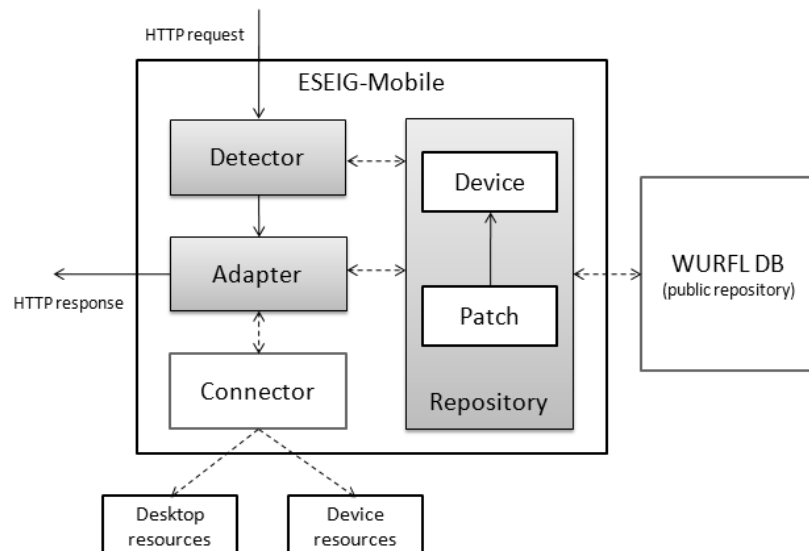 HTTP request
ESEIG-Mobile
Detector
Device
Adapter
WURFL DB
(public repository)
HTTP response
Patch
Connector
Repository
Desktop
resources
Device
resources